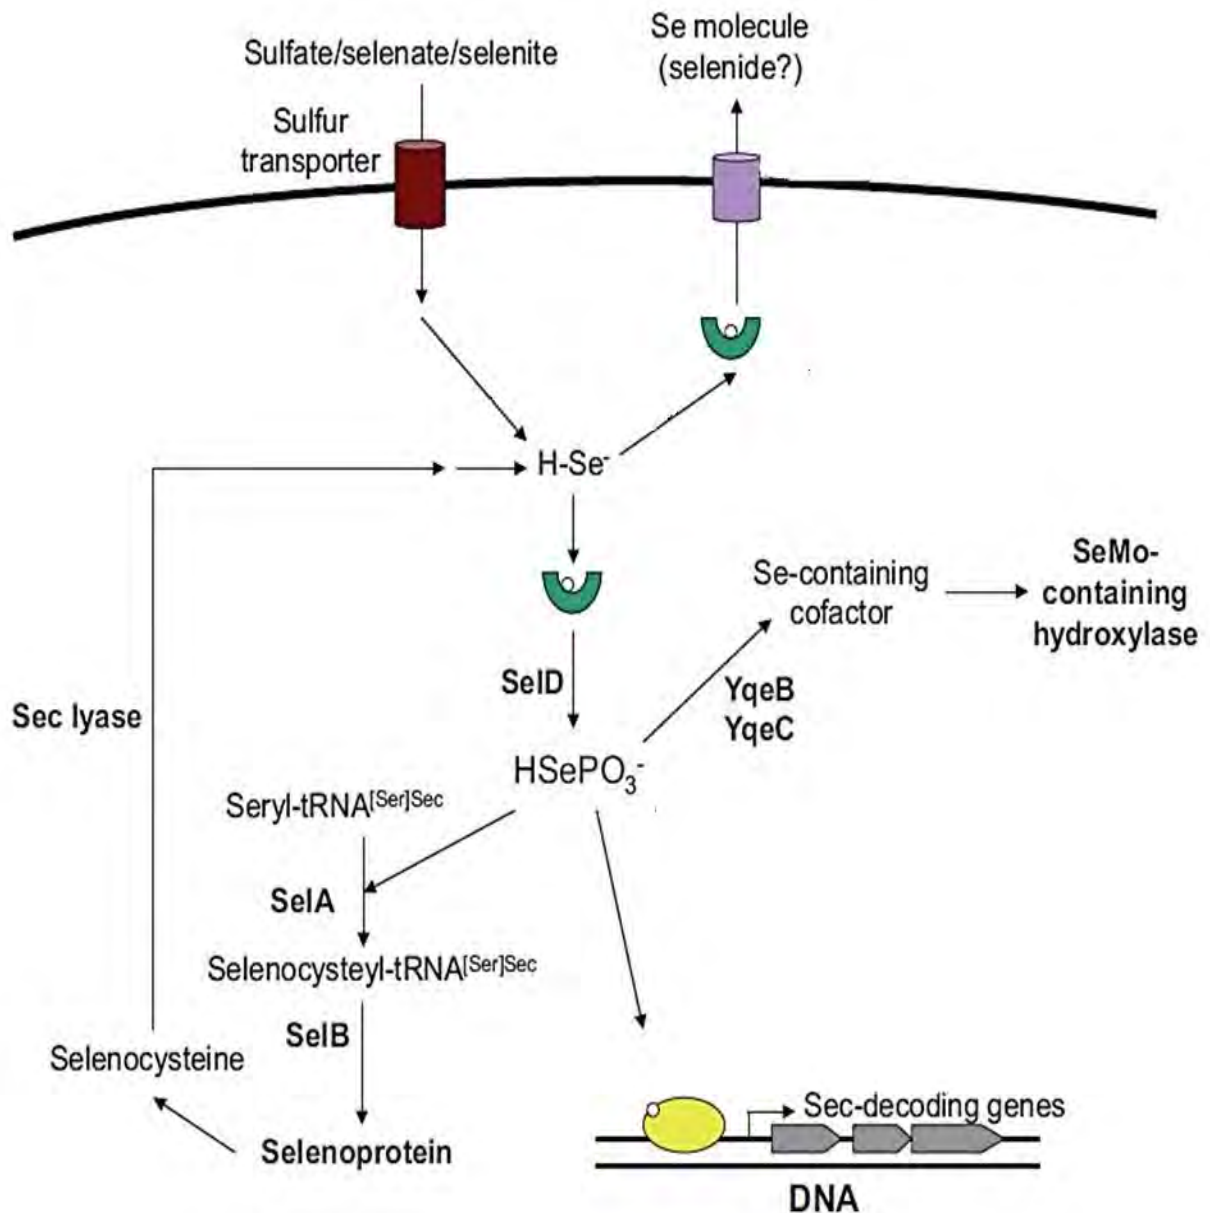 Sulfate/selenate/selenite
Se molecule
(selenide?)
Sulfur
transporter
H-Se⁻
Se-containing
cofactor
SeMo-
containing
hydroxylase
SelD
YqeB
YqeC
Sec lyase
HSePO₃⁻
Seryl-tRNA[Ser]Sec
SelA
Selenocysteyl-tRNA[Ser]Sec
SelB
Selenocysteine
Selenoprotein
Sec-decoding genes
DNA